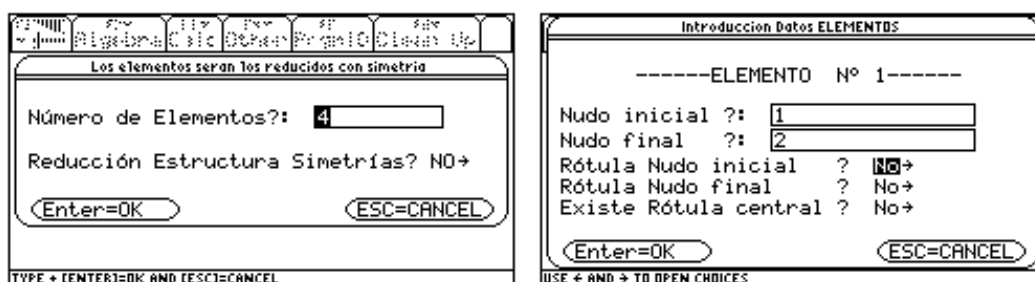 Algebra Calc Other PrgmIO Clean Up
Los elementos seran los reducidos con simetria
Número de Elementos?: 4
Reducción Estructura Simetrías? NO→
Enter=OK ESC=CANCEL
TYPE + [ENTER]=OK AND [ESC]=CANCEL
Introduccion Datos ELEMENTOS
------ELEMENTO Nº 1------
Nudo inicial ?: 1
Nudo final ?: 2
Rótula Nudo inicial ? No→
Rótula Nudo final ? No→
Existe Rótula central ? No→
Enter=OK ESC=CANCEL
USE ← AND → TO OPEN CHOICES